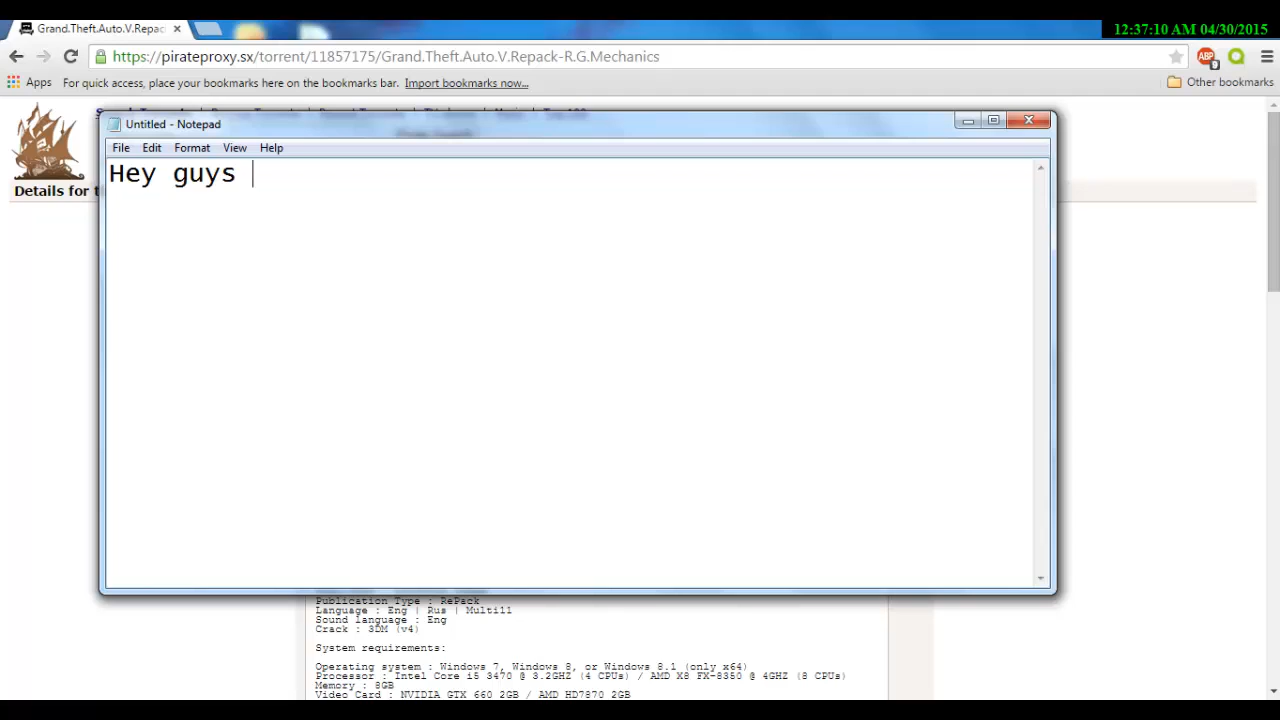 Grand.Theft.Auto.V.Repac
12:37:10 AM 04/30/2015
https://pirateproxy.sx/torrent/11857175/Grand.Theft.Auto.V.Repack-R.G.Mechanics
ABP
9
Apps For quick access, place your bookmarks here on the bookmarks bar. Import bookmarks now... Other bookmarks
Untitled - Notepad
File Edit Format View Help
Hey guys
Details for t
Publication Type : RePack
Language : Eng | Rus | Multi11
Sound language : Eng
Crack : 3DM (v4)
System requirements:
Operating system : Windows 7, Windows 8, or Windows 8.1 (only x64)
Processor : Intel Core i5 3470 @ 3.2GHZ (4 CPUs) / AMD X8 FX-8350 @ 4GHZ (8 CPUs)
Memory : 8GB
Video Card : NVIDIA GTX 660 2GB / AMD HD7870 2GB